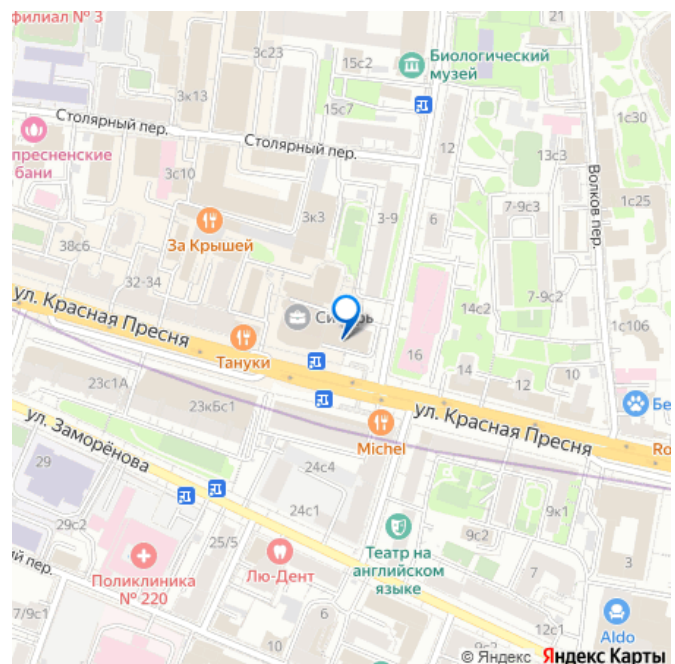 филиал № 3
3с23
15с2
Биологический
музей
21
3к13
15с7
Столярный пер.
Столярный пер.
1с30
пресненские
бани
12
13с3
3с10
Волков пер.
1с25
3к3
3-9
6
7-9с3
За Крышей
38с6
32-34
14с2
7-9с2
ул. Красная Пресня
1с106
Тануки
16
14
12
10
23с1А
23кБс1
ул. Красная Пресня
Michel
ул. Заморёнова
29
24с4
9к1
29с2
24с1
9с2
25/5
Театр на
английском
языке
3
Поликлиника
№ 220
Лю-Дент
7
пер.
7/9с1
6
10
12с1
Aldo
9с2
© Яндекс Яндекс Карты